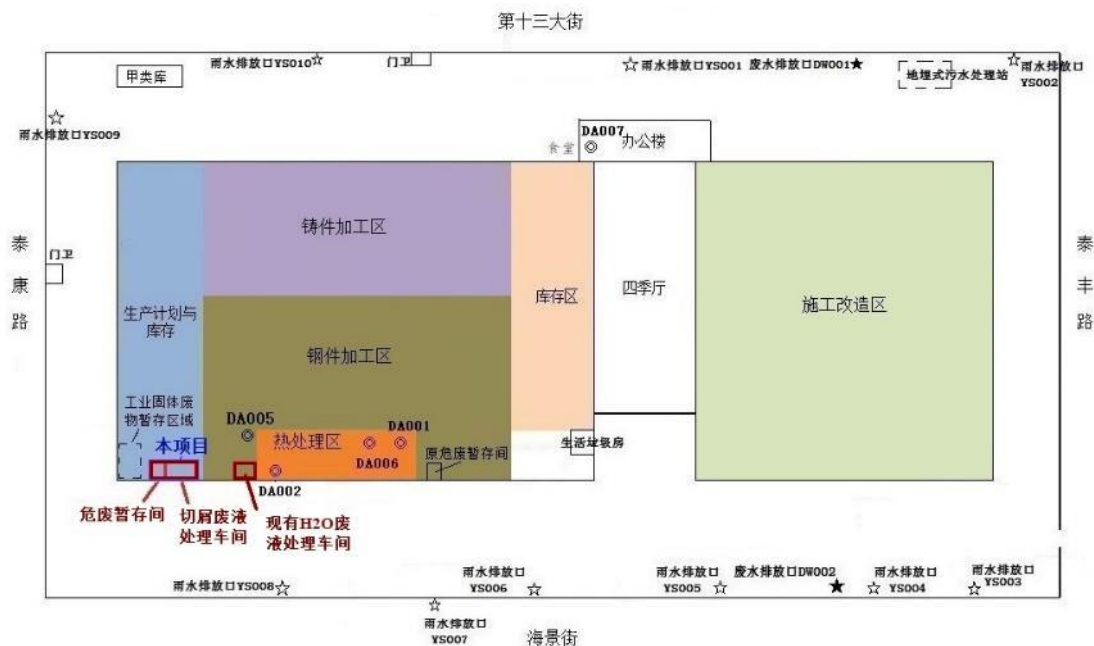 第十三大街
雨水排放口YS010
门卫
雨水排放口YS001
废水排放口DW001
甲类库
地埋式污水处理站
雨水排放口
YS002
雨水排放口YS009
DA007
食堂
办公楼
泰康路
门卫
铸件加工区
库存区
四季厅
施工改造区
泰丰路
生产计划与
库存
钢件加工区
工业固体废
物暂存区域
本项目
DA005
热处理区
DA001
DA006
DA002
原危废暂存间
生活垃圾房
危废暂存间
切屑废液
处理车间
现有H2O废
液处理车间
雨水排放口YS008
雨水排放口
YS007
雨水排放口
YS006
雨水排放口
YS005
废水排放口DW002
雨水排放口
YS004
雨水排放口
YS003
海景街